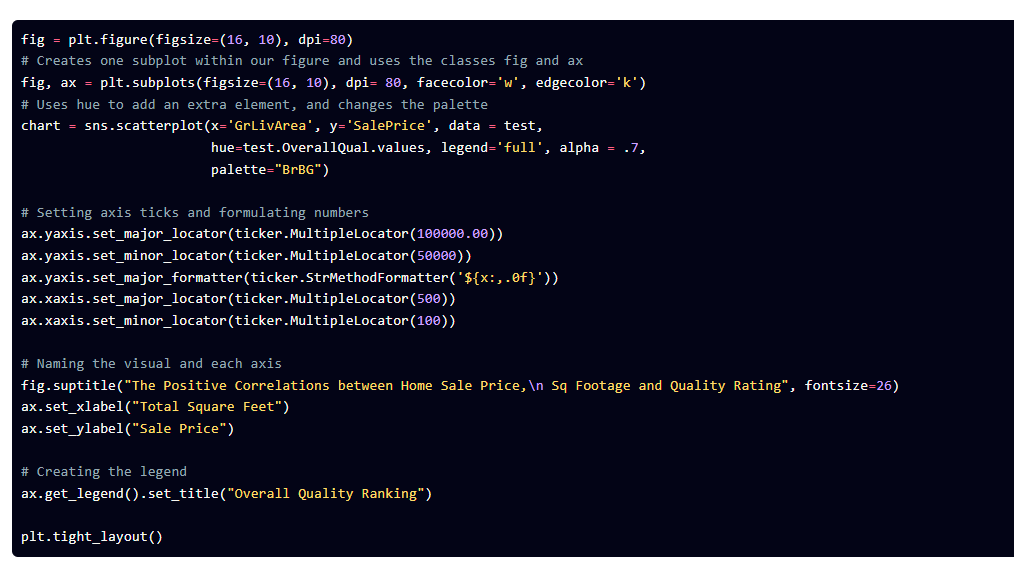 fig = plt.figure(figsize=(16, 10), dpi=80)
# Creates one subplot within our figure and uses the classes fig and ax
fig, ax = plt.subplots(figsize=(16, 10), dpi= 80, facecolor='w', edgecolor='k')
# Uses hue to add an extra element, and changes the palette
chart = sns.scatterplot(x='GrLivArea', y='SalePrice', data = test,
                        hue=test.OverallQual.values, legend='full', alpha = .7,
                        palette="BrBG")

# Setting axis ticks and formulating numbers
ax.yaxis.set_major_locator(ticker.MultipleLocator(100000.00))
ax.yaxis.set_minor_locator(ticker.MultipleLocator(50000))
ax.yaxis.set_major_formatter(ticker.StrMethodFormatter('${x:,.0f}'))
ax.xaxis.set_major_locator(ticker.MultipleLocator(500))
ax.xaxis.set_minor_locator(ticker.MultipleLocator(100))

# Naming the visual and each axis
fig.suptitle("The Positive Correlations between Home Sale Price,\n Sq Footage and Quality Rating", fontsize=26)
ax.set_xlabel("Total Square Feet")
ax.set_ylabel("Sale Price")

# Creating the legend
ax.get_legend().set_title("Overall Quality Ranking")

plt.tight_layout()